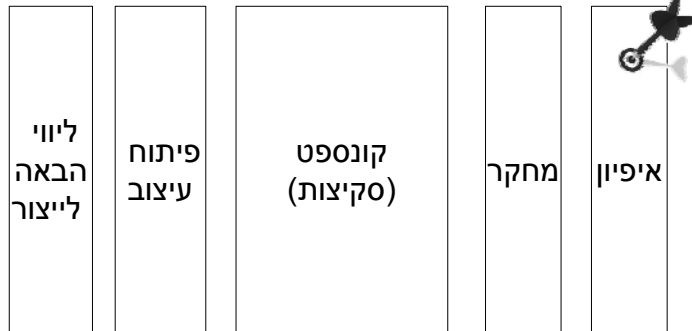 איפיון
מחקר
קונספט
(סקיצות)
פיתוח
עיצוב
ליווי
הבאה
לייצור